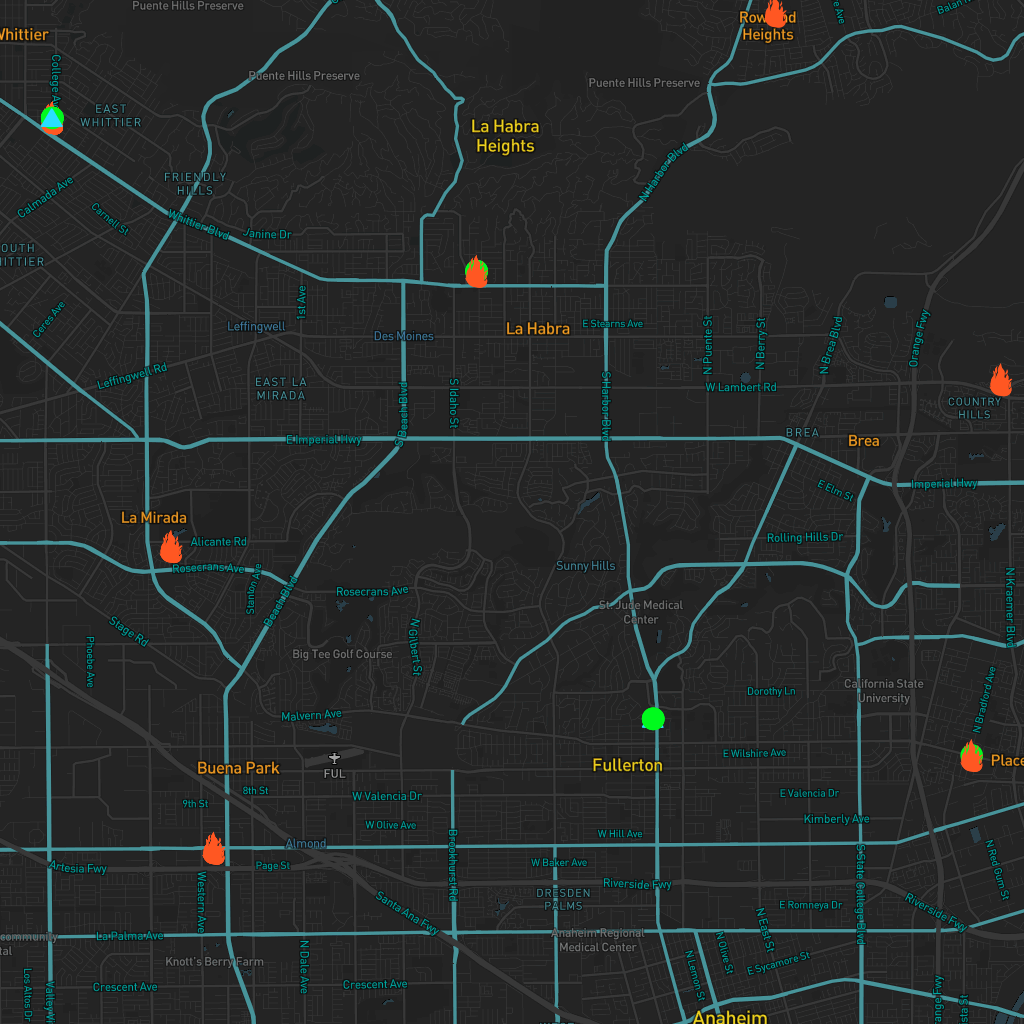 Puente Hills Preserve
Whittier
Heights
Puente Hills Preserve
Puente Hills Preserve
College Ave
EAST
WHITTIER
La Habra
Heights
N Harbor Blvd
FRIENDLY
HILLS
Calmada Ave
Carnell St
Whittier Blvd
Janine Dr
Ceres Ave
1st Ave
Leffingwell
Des Moines
La Habra
E Stearns Ave
N Puente St
N Berry St
N Brea Blvd
Orange Fwy
Leffingwell Rd
EAST LA
MIRADA
S Beach Blvd
S Idaho St
S Harbor Blvd
W Lambert Rd
COUNTRY
HILLS
E Imperial Hwy
BREA
Brea
Imperial Hwy
E Elm St
La Mirada
Alicante Rd
Rolling Hills Dr
Rosecrans Ave
Stanton Ave
Beach Blvd
Rosecrans Ave
Sunny Hills
St. Jude Medical
Center
N Kraemer Blvd
Stage Rd
Phoebe Ave
N Gilbert St
Big Tee Golf Course
California State
University
Dorothy Ln
N Bradford Ave
Malvern Ave
E Wilshire Ave
Fullerton
Buena Park
FUL
8th St
9th St
W Valencia Dr
E Valencia Dr
Kimberly Ave
W Olive Ave
W Hill Ave
Almond
Artesia Fwy
Page St
Western Ave
Brookhurst Rd
W Baker Ave
Riverside Fwy
DRESDEN
PALMS
S State College Blvd
N Red Gum St
Santa Ana Fwy
E Romneya Dr
Riverside Fwy
La Palma Ave
Anaheim Regional
Medical Center
N East St
N Olive St
N Lemon St
E Sycamore St
Knott's Berry Farm
N Dale Ave
Crescent Ave
Crescent Ave
Los Altos Dr
Anaheim